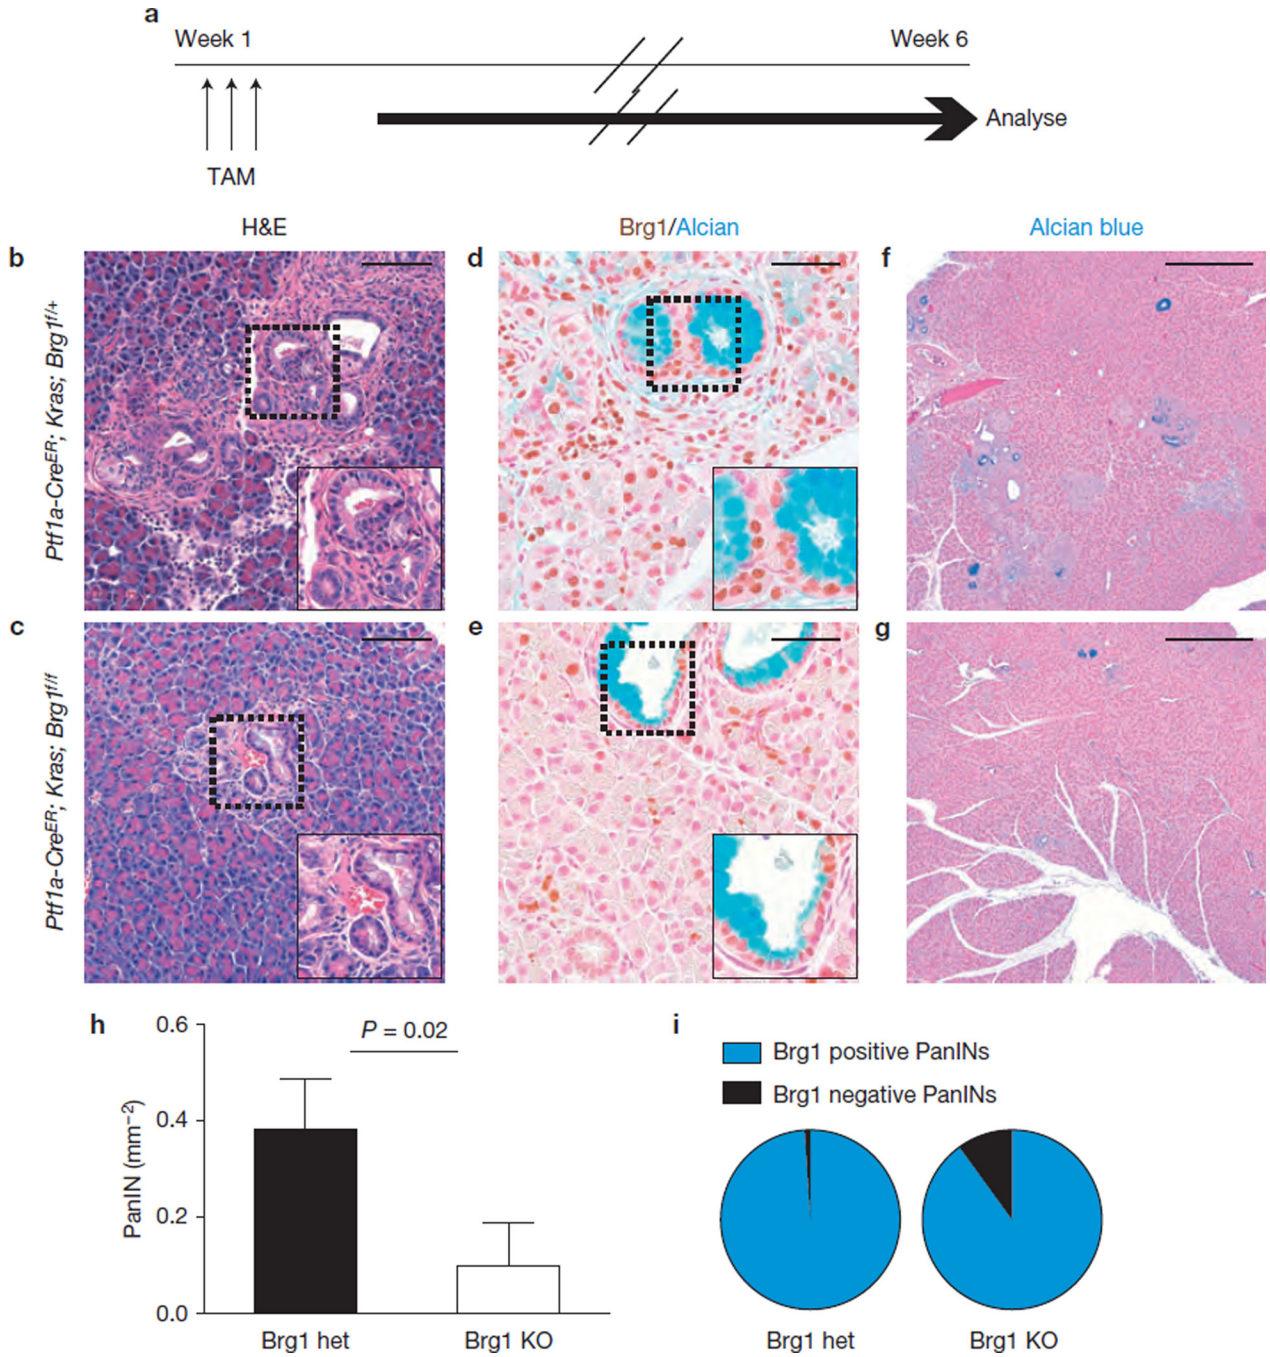 a
Week 1
Week 6
Analyse
TAM
H&E
Brg1/Alcian
Alcian blue
b
d
f
Ptf1a-CreER; Kras; Brg1f/+
c
e
g
Ptf1a-CreER; Kras; Brg1f/f
h
P = 0.02
0.6
0.4
0.2
0.0
PanIN (mm−2)
Brg1 het
Brg1 KO
i
Brg1 positive PanINs
Brg1 negative PanINs
Brg1 het
Brg1 KO